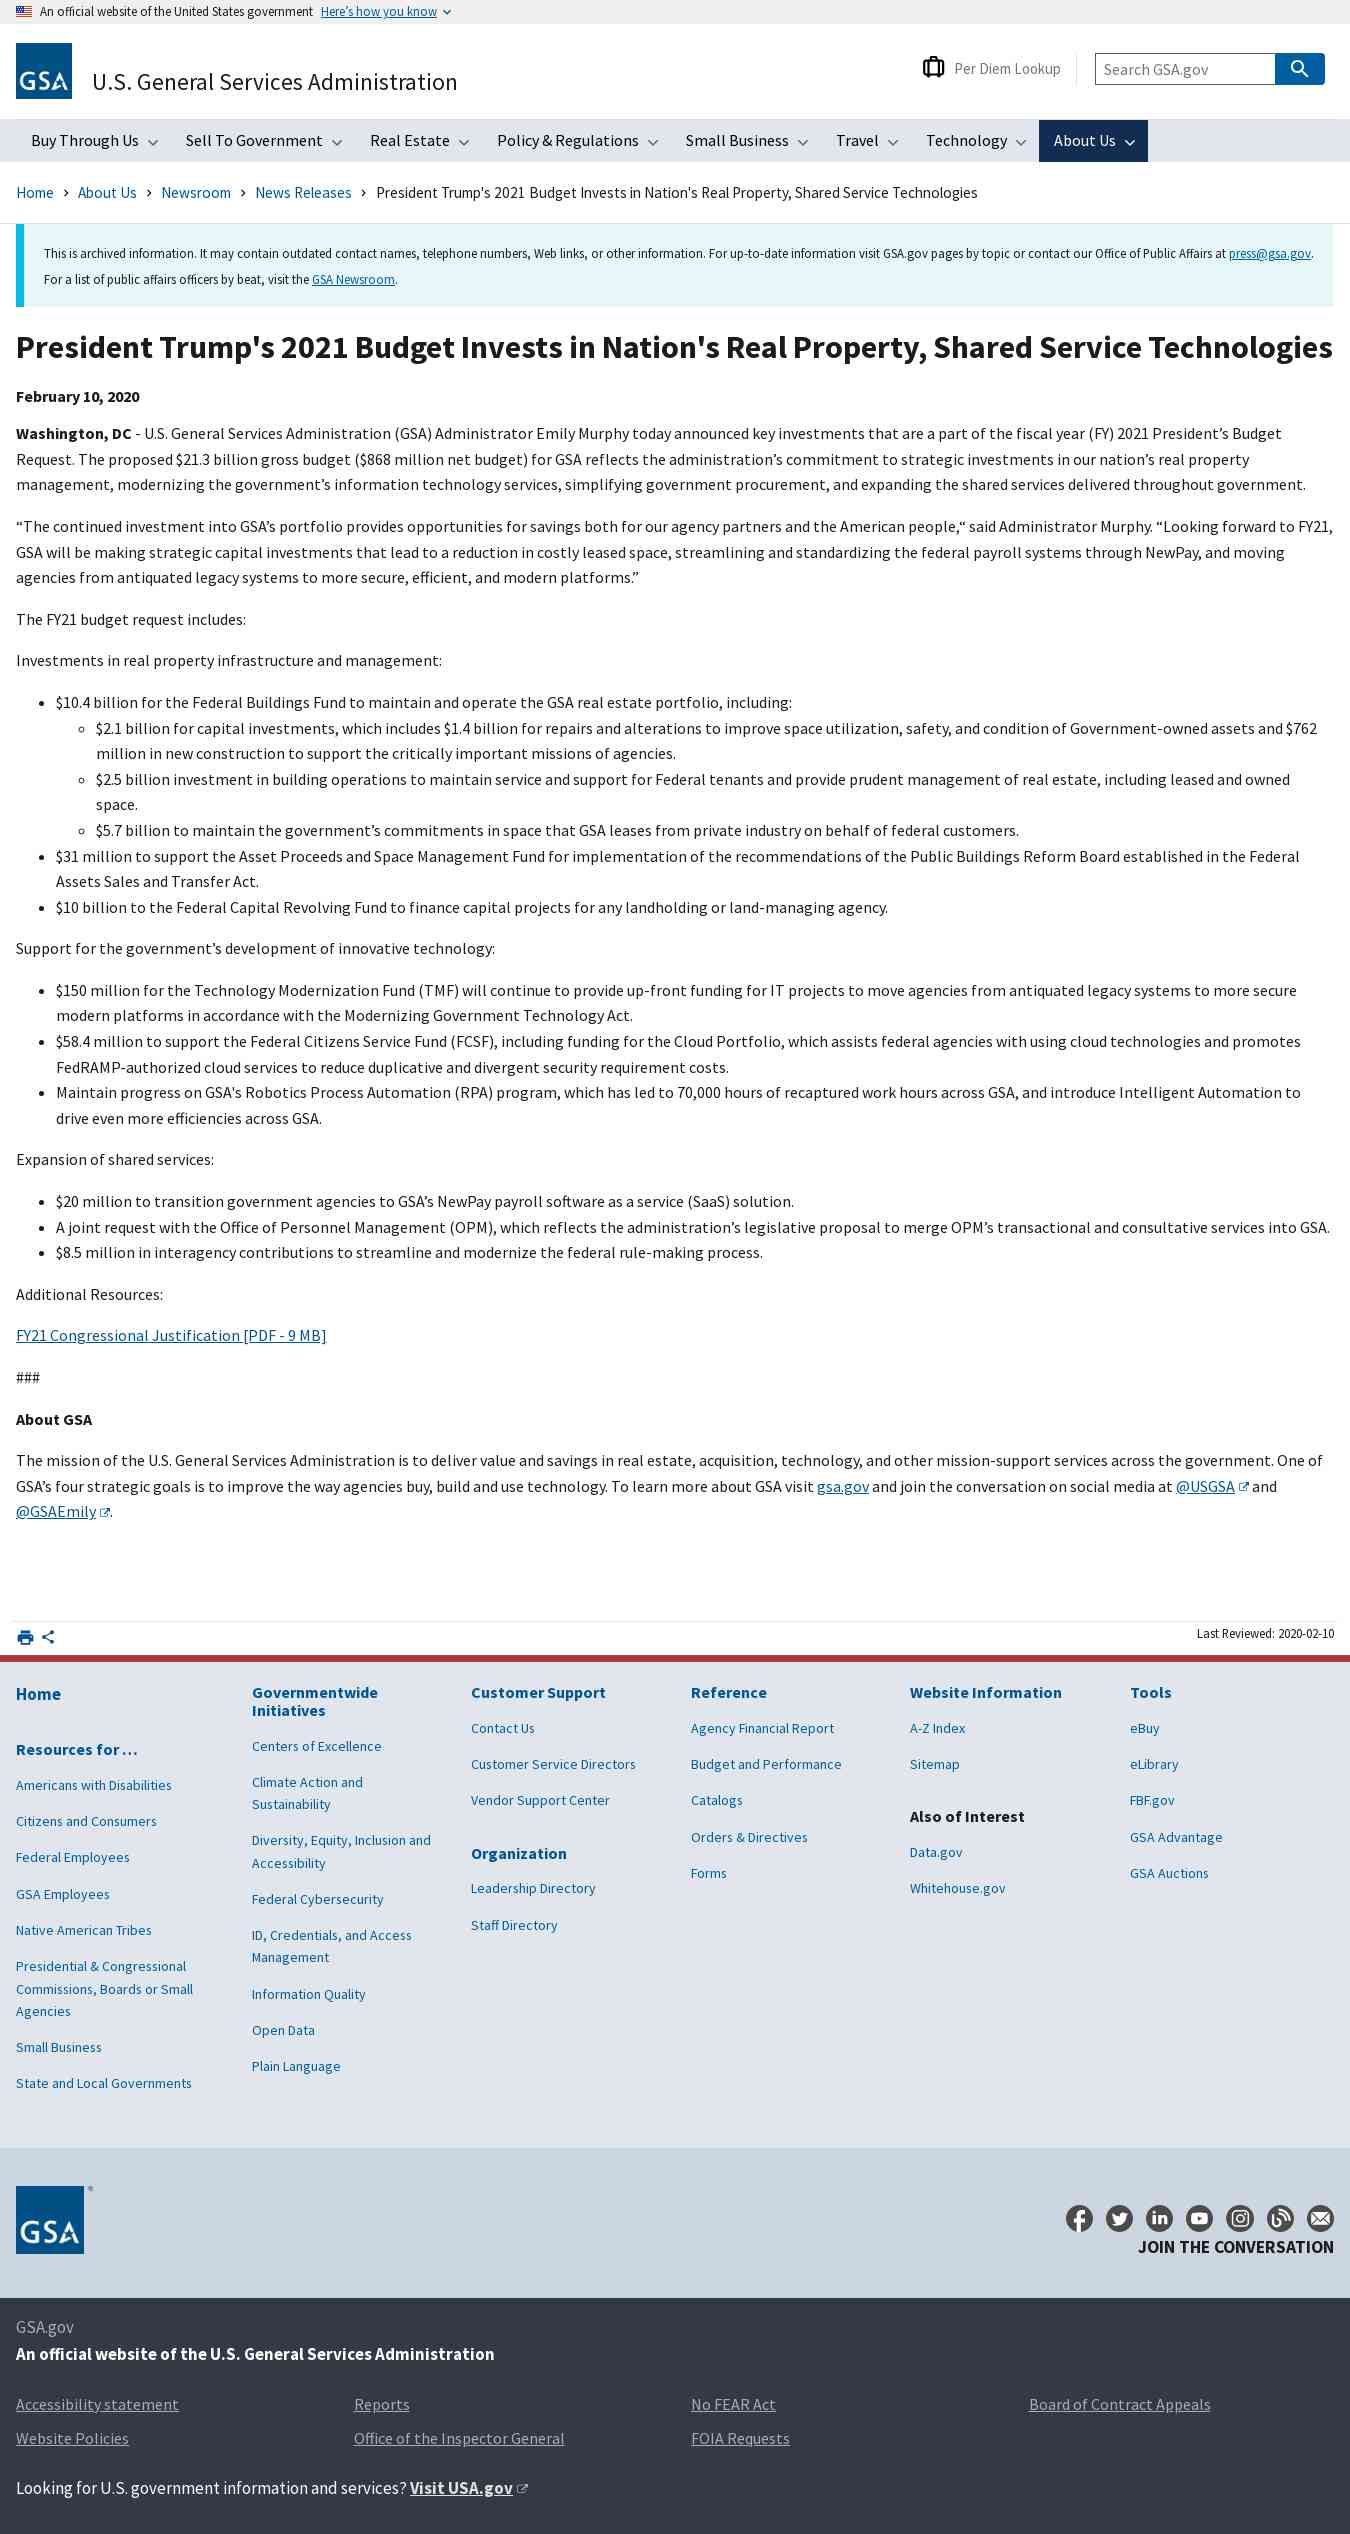 An official website of the United States government Here’s how you know
GSA
U.S. General Services Administration
Per Diem Lookup
Search GSA.gov
Buy Through Us Sell To Government Real Estate Policy & Regulations Small Business Travel Technology About Us
Home About Us Newsroom News Releases President Trump's 2021 Budget Invests in Nation's Real Property, Shared Service Technologies
This is archived information. It may contain outdated contact names, telephone numbers, Web links, or other information. For up-to-date information visit GSA.gov pages by topic or contact our Office of Public Affairs at press@gsa.gov.
For a list of public affairs officers by beat, visit the GSA Newsroom.
President Trump's 2021 Budget Invests in Nation's Real Property, Shared Service Technologies
February 10, 2020
Washington, DC - U.S. General Services Administration (GSA) Administrator Emily Murphy today announced key investments that are a part of the fiscal year (FY) 2021 President’s Budget
Request. The proposed $21.3 billion gross budget ($868 million net budget) for GSA reflects the administration’s commitment to strategic investments in our nation’s real property
management, modernizing the government’s information technology services, simplifying government procurement, and expanding the shared services delivered throughout government.
“The continued investment into GSA’s portfolio provides opportunities for savings both for our agency partners and the American people,“ said Administrator Murphy. “Looking forward to FY21,
GSA will be making strategic capital investments that lead to a reduction in costly leased space, streamlining and standardizing the federal payroll systems through NewPay, and moving
agencies from antiquated legacy systems to more secure, efficient, and modern platforms.”
The FY21 budget request includes:
Investments in real property infrastructure and management:
$10.4 billion for the Federal Buildings Fund to maintain and operate the GSA real estate portfolio, including:
$2.1 billion for capital investments, which includes $1.4 billion for repairs and alterations to improve space utilization, safety, and condition of Government-owned assets and $762
million in new construction to support the critically important missions of agencies.
$2.5 billion investment in building operations to maintain service and support for Federal tenants and provide prudent management of real estate, including leased and owned
space.
$5.7 billion to maintain the government’s commitments in space that GSA leases from private industry on behalf of federal customers.
$31 million to support the Asset Proceeds and Space Management Fund for implementation of the recommendations of the Public Buildings Reform Board established in the Federal
Assets Sales and Transfer Act.
$10 billion to the Federal Capital Revolving Fund to finance capital projects for any landholding or land-managing agency.
Support for the government’s development of innovative technology:
$150 million for the Technology Modernization Fund (TMF) will continue to provide up-front funding for IT projects to move agencies from antiquated legacy systems to more secure
modern platforms in accordance with the Modernizing Government Technology Act.
$58.4 million to support the Federal Citizens Service Fund (FCSF), including funding for the Cloud Portfolio, which assists federal agencies with using cloud technologies and promotes
FedRAMP-authorized cloud services to reduce duplicative and divergent security requirement costs.
Maintain progress on GSA's Robotics Process Automation (RPA) program, which has led to 70,000 hours of recaptured work hours across GSA, and introduce Intelligent Automation to
drive even more efficiencies across GSA.
Expansion of shared services:
$20 million to transition government agencies to GSA’s NewPay payroll software as a service (SaaS) solution.
A joint request with the Office of Personnel Management (OPM), which reflects the administration’s legislative proposal to merge OPM’s transactional and consultative services into GSA.
$8.5 million in interagency contributions to streamline and modernize the federal rule-making process.
Additional Resources:
FY21 Congressional Justification [PDF - 9 MB]
###
About GSA
The mission of the U.S. General Services Administration is to deliver value and savings in real estate, acquisition, technology, and other mission-support services across the government. One of
GSA’s four strategic goals is to improve the way agencies buy, build and use technology. To learn more about GSA visit gsa.gov and join the conversation on social media at @USGSA and
@GSAEmily.
Last Reviewed: 2020-02-10
Home
Resources for …
Americans with Disabilities
Citizens and Consumers
Federal Employees
GSA Employees
Native American Tribes
Presidential & Congressional
Commissions, Boards or Small
Agencies
Small Business
State and Local Governments
Governmentwide
Initiatives
Centers of Excellence
Climate Action and
Sustainability
Diversity, Equity, Inclusion and
Accessibility
Federal Cybersecurity
ID, Credentials, and Access
Management
Information Quality
Open Data
Plain Language
Customer Support
Contact Us
Customer Service Directors
Vendor Support Center
Organization
Leadership Directory
Staff Directory
Reference
Agency Financial Report
Budget and Performance
Catalogs
Orders & Directives
Forms
Website Information
A-Z Index
Sitemap
Also of Interest
Data.gov
Whitehouse.gov
Tools
eBuy
eLibrary
FBF.gov
GSA Advantage
GSA Auctions
GSA
JOIN THE CONVERSATION
GSA.gov
An official website of the U.S. General Services Administration
Accessibility statement Reports No FEAR Act Board of Contract Appeals
Website Policies Office of the Inspector General FOIA Requests
Looking for U.S. government information and services? Visit USA.gov